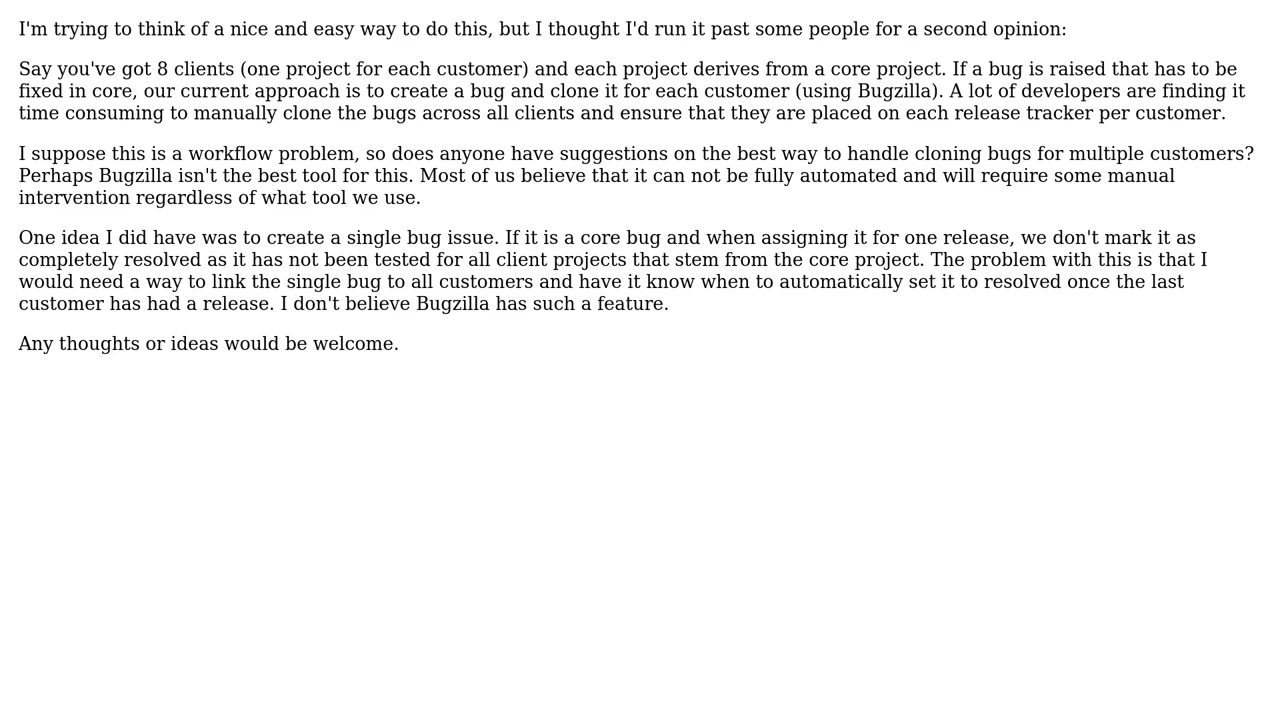 I'm trying to think of a nice and easy way to do this, but I thought I'd run it past some people for a second opinion:
Say you've got 8 clients (one project for each customer) and each project derives from a core project. If a bug is raised that has to be
fixed in core, our current approach is to create a bug and clone it for each customer (using Bugzilla). A lot of developers are finding it
time consuming to manually clone the bugs across all clients and ensure that they are placed on each release tracker per customer.
I suppose this is a workflow problem, so does anyone have suggestions on the best way to handle cloning bugs for multiple customers?
Perhaps Bugzilla isn't the best tool for this. Most of us believe that it can not be fully automated and will require some manual
intervention regardless of what tool we use.
One idea I did have was to create a single bug issue. If it is a core bug and when assigning it for one release, we don't mark it as
completely resolved as it has not been tested for all client projects that stem from the core project. The problem with this is that I
would need a way to link the single bug to all customers and have it know when to automatically set it to resolved once the last
customer has had a release. I don't believe Bugzilla has such a feature.
Any thoughts or ideas would be welcome.